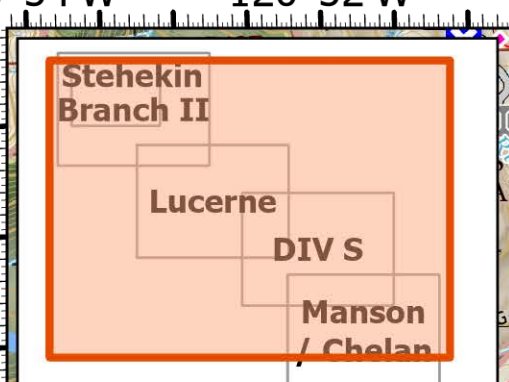 Stehekin
Branch II
Lucerne
DIV S
Manson
/ Chelan